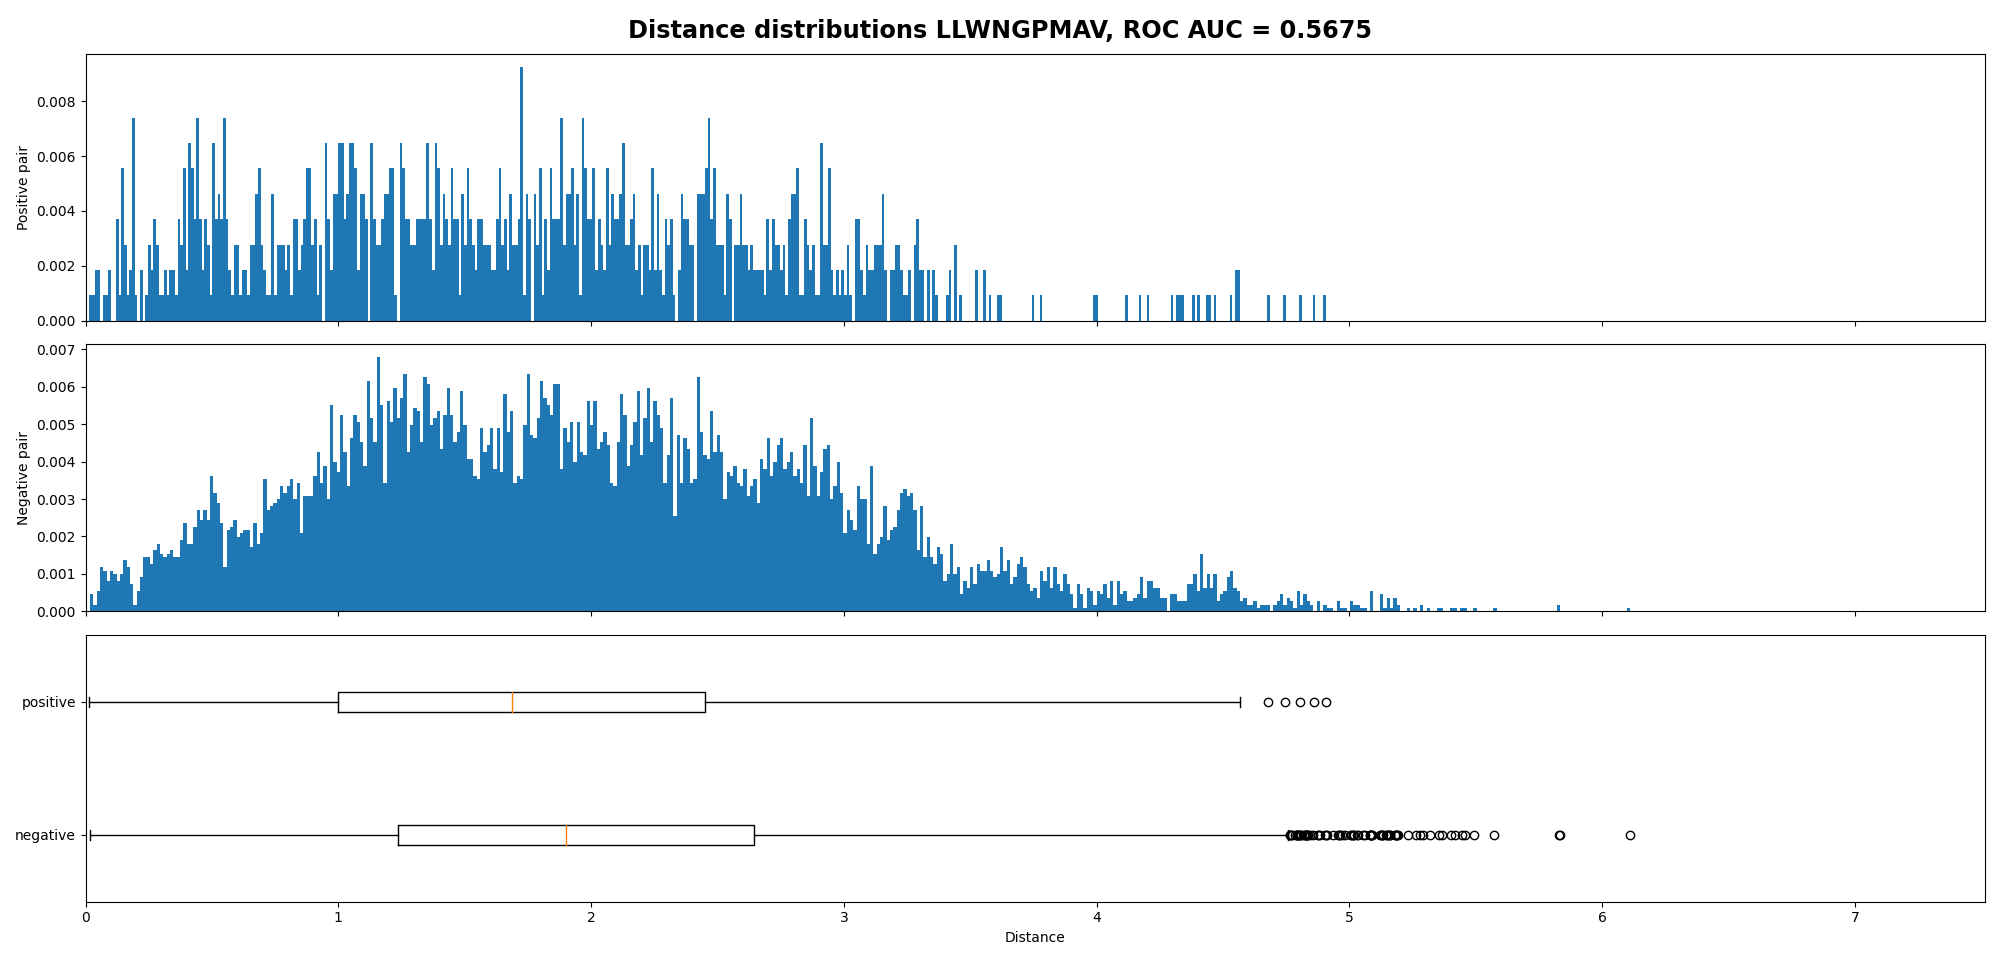 Distance distributions LLWNGPMAV, ROC AUC = 0.5675
Positive pair
0.008
0.006
0.004
0.002
0.000
Negative pair
0.007
0.006
0.005
0.004
0.003
0.002
0.001
0.000
positive
negative
0 1 2 3 4 5 6 7
Distance